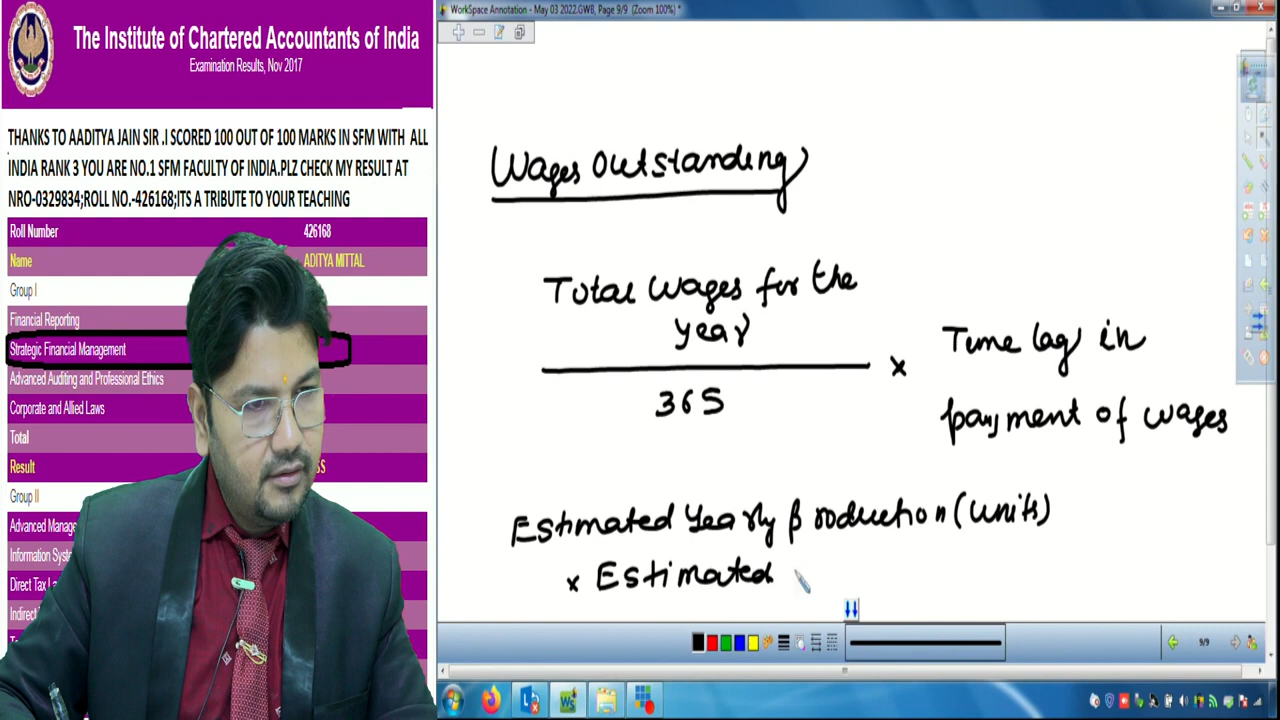 The Institute of Chartered Accountants of India
Examination Results, Nov 2017
THANKS TO AADITYA JAIN SIR .I SCORED 100 OUT OF 100 MARKS IN SFM WITH ALL
INDIA RANK 3 YOU ARE NO.1 SFM FACULTY OF INDIA.PLZ CHECK MY RESULT AT
NRO-0329834;ROLL NO.-426168;ITS A TRIBUTE TO YOUR TEACHING
Roll Number 426168
Name ADITYA MITTAL
Group I
Financial Reporting
Strategic Financial Management
Advanced Auditing and Professional Ethics
Corporate and Allied Laws
Total
Result
Group II
Advanced
Information
Direct Tax
WorkSpace Annotation - May 03 2022.GWB, Page 9/9 (Zoom 100%) *
Wages Outstanding
Total Wages for the
year
365
× Time lag in
payment of wages
Estimated Yearly Production (Units)
× Estimated
9/9